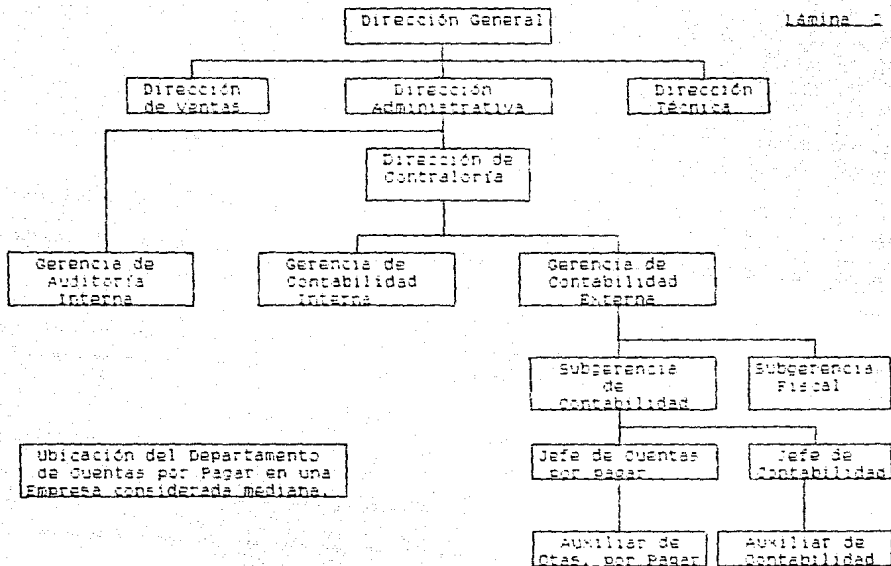 Dirección General
Lámina
Dirección
de Ventas
Dirección
Administrativa
Dirección
Técnica
Dirección de
Contraloría
Gerencia de
Auditoría
Interna
Gerencia de
Contabilidad
Interna
Gerencia de
Contabilidad
Externa
Subgerencia
de
Contabilidad
Subgerencia
Fiscal
Ubicación del Departamento
de Cuentas por Pagar en una
Empresa considerada mediana.
Jefe de Cuentas
por pagar
Jefe de
Contabilidad
Auxiliar de
Ctas. por Pagar
Auxiliar de
Contabilidad